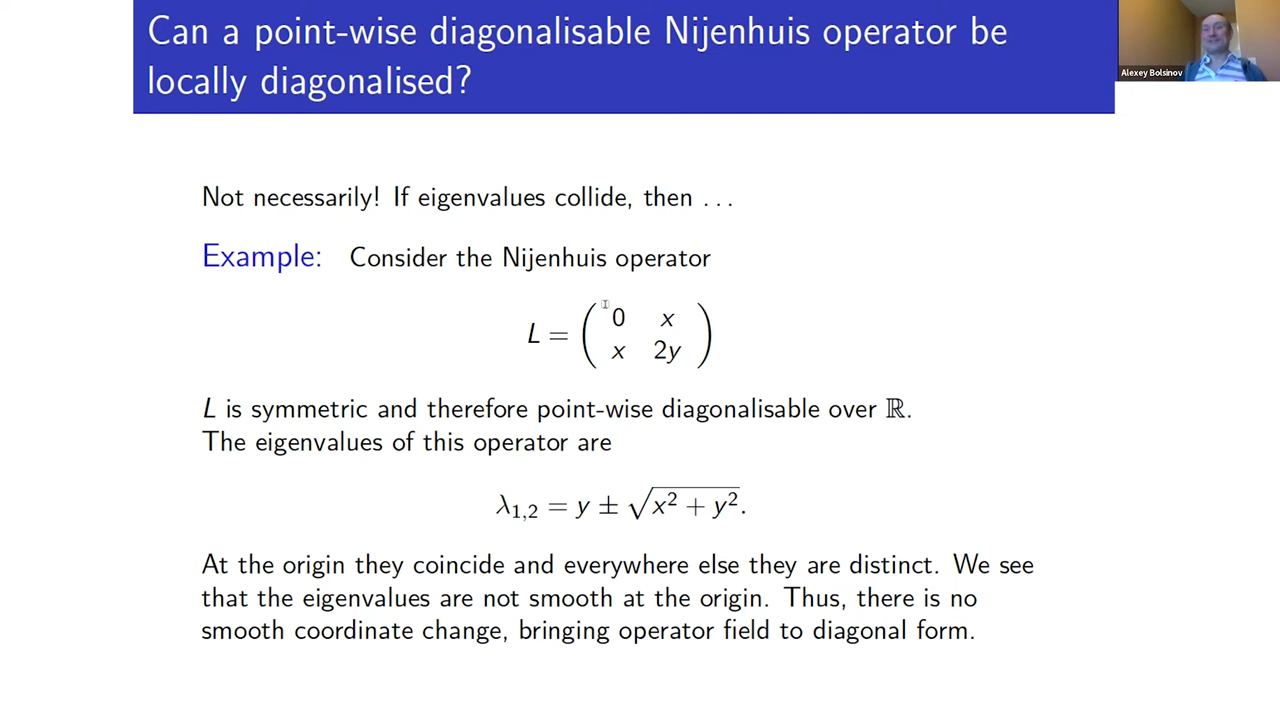 Can a point-wise diagonalisable Nijenhuis operator be
locally diagonalised?
Alexey Bolsinov
Not necessarily! If eigenvalues collide, then . . .
Example: Consider the Nijenhuis operator
L = ( 0 x
x 2y )
L is symmetric and therefore point-wise diagonalisable over ℝ.
The eigenvalues of this operator are
λ₁,₂ = y ± √(x² + y²).
At the origin they coincide and everywhere else they are distinct. We see
that the eigenvalues are not smooth at the origin. Thus, there is no
smooth coordinate change, bringing operator field to diagonal form.